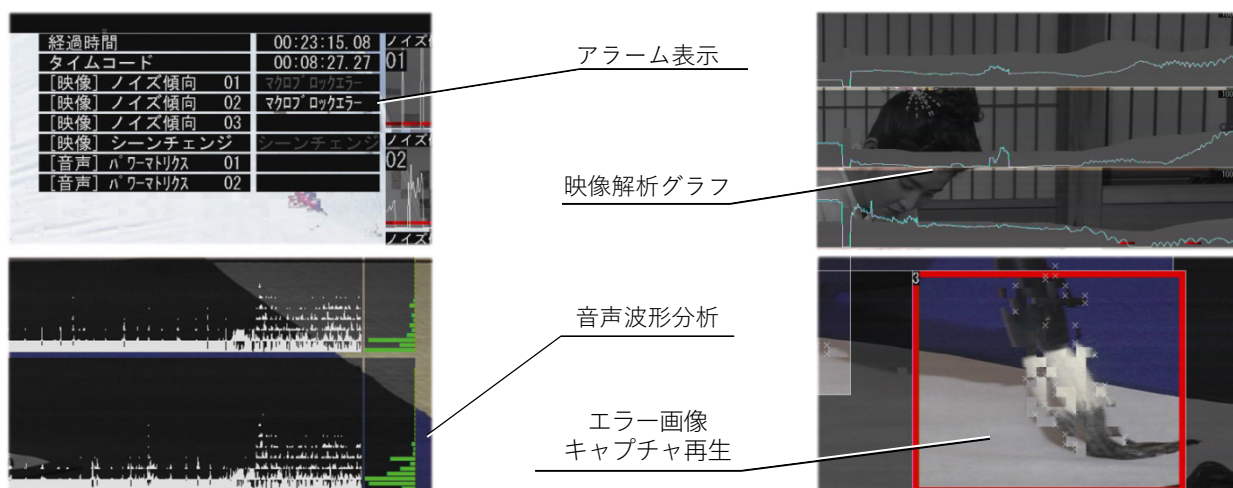 経過時間 00:23:15.08
タイムコード 00:08:27.27
[映像] ノイズ傾向 01 マクロブロックエラー
[映像] ノイズ傾向 02 マクロブロックエラー
[映像] ノイズ傾向 03
[映像] シーンチェンジ シーンチェンジ
[音声] パワーマトリクス 01
[音声] パワーマトリクス 02
ノイズ
01
ノイズ
02
ノイズ
アラーム表示
映像解析グラフ
100
100
音声波形分析
エラー画像
キャプチャ再生
3